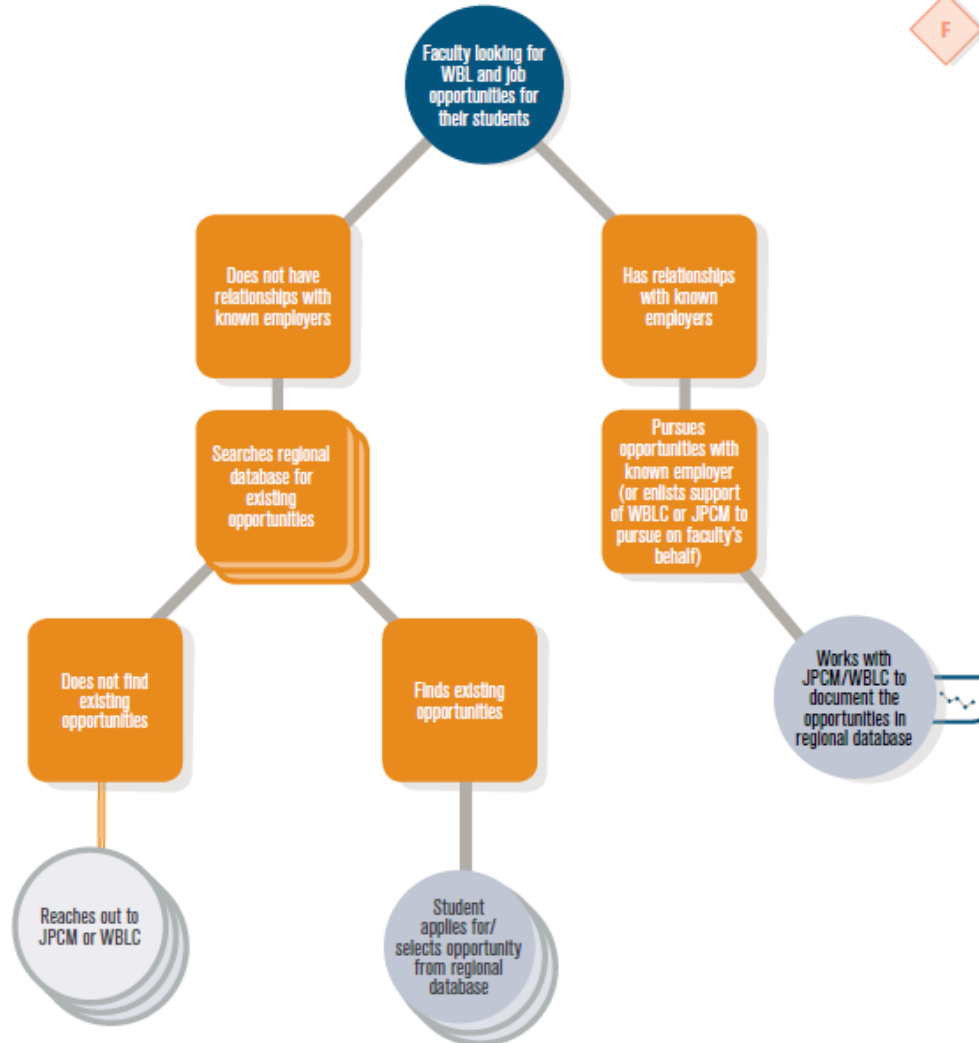 F
Faculty looking for
WBL and job
opportunities for
their students
Does not have
relationships with
known employers
Has relationships
with known
employers
Searches regional
database for
existing
opportunities
Pursues
opportunities with
known employer
(or enlists support
of WBLC or JPCM to
pursue on faculty's
behalf)
Does not find
existing
opportunities
Finds existing
opportunities
Works with
JPCM/WBLC to
document the
opportunities in
regional database
Reaches out to
JPCM or WBLC
Student
applies for/
selects opportunity
from regional
database